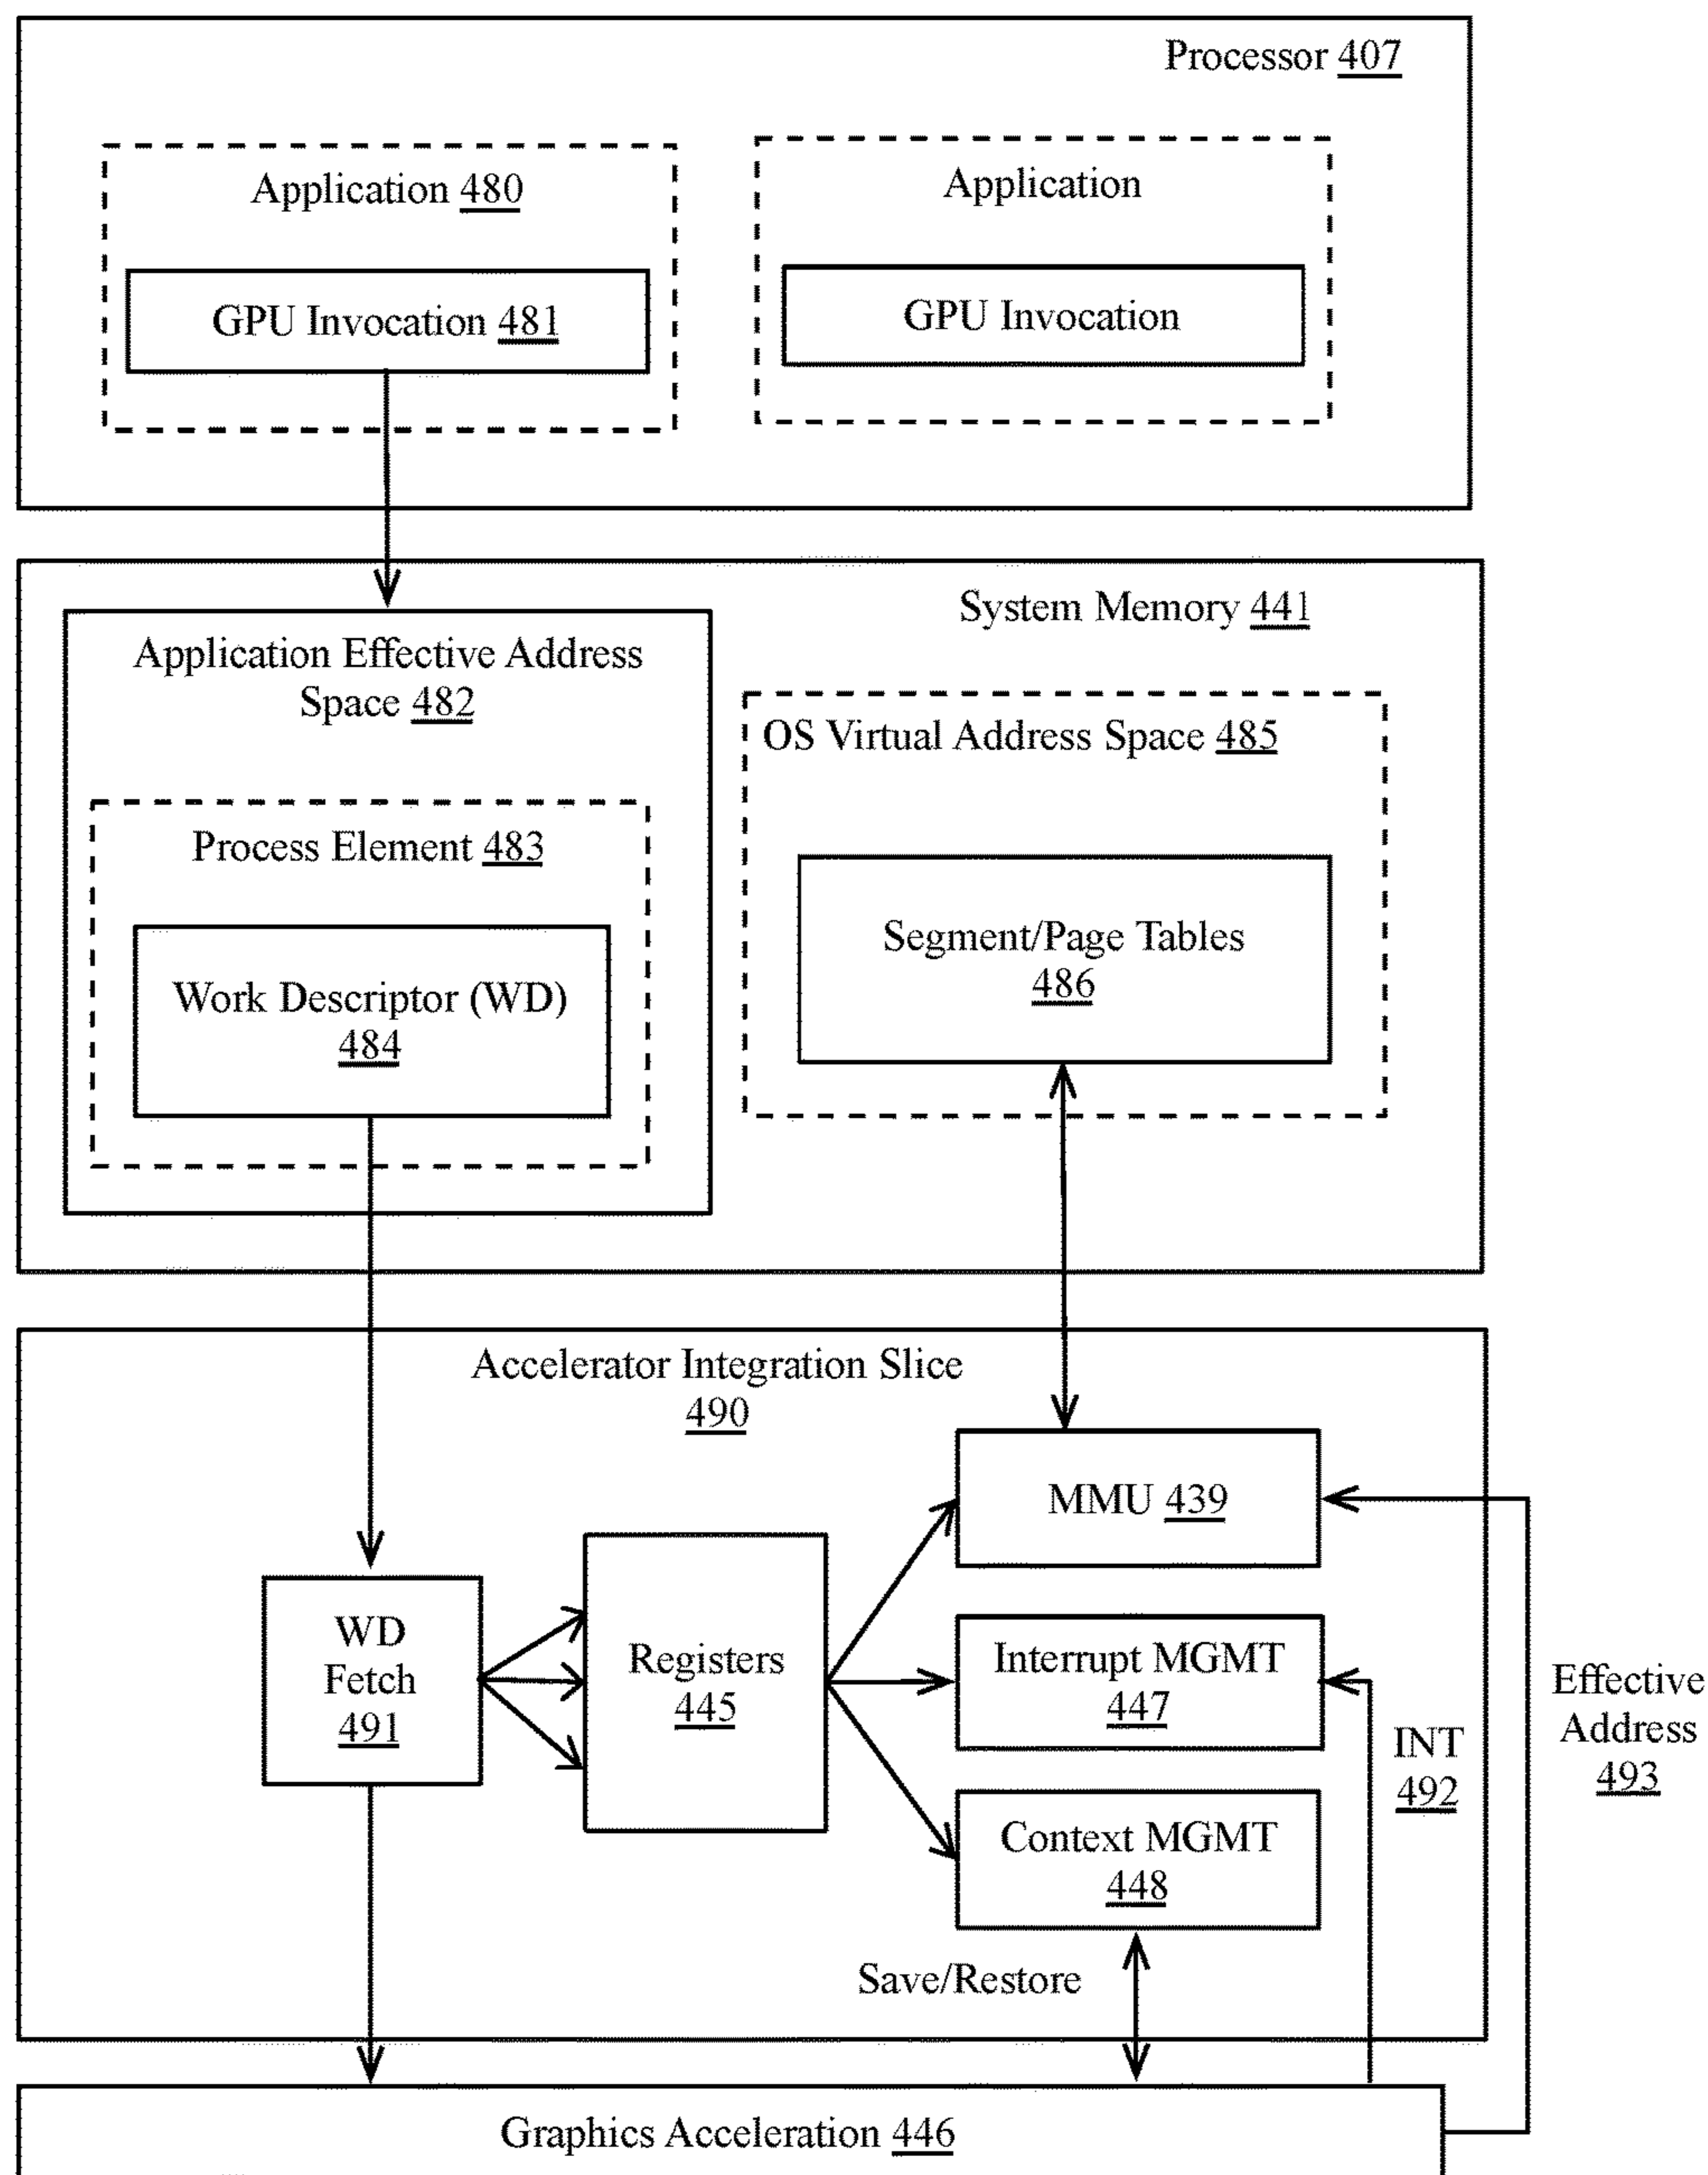 Processor 407
Application 480
Application
GPU Invocation 481
GPU Invocation
System Memory 441
Application Effective Address
Space 482
OS Virtual Address Space 485
Process Element 483
Segment/Page Tables
486
Work Descriptor (WD)
484
Accelerator Integration Slice
490
MMU 439
WD
Fetch
491
Registers
445
Interrupt MGMT
447
Effective
Address
493
INT
492
Context MGMT
448
Save/Restore
Graphics Acceleration 446